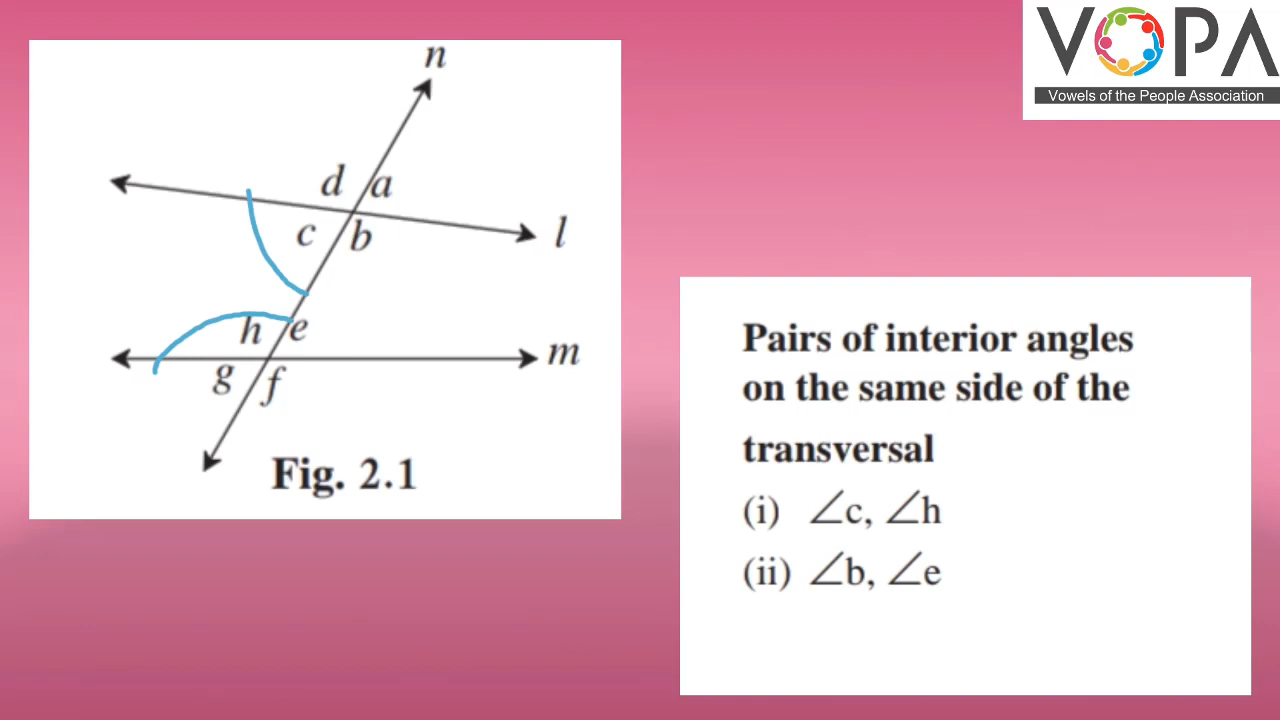 VOPA
Vowels of the People Association
n
d a
c b
l
h e
m
g f
Fig. 2.1
Pairs of interior angles
on the same side of the
transversal
(i) ∠c, ∠h
(ii) ∠b, ∠e